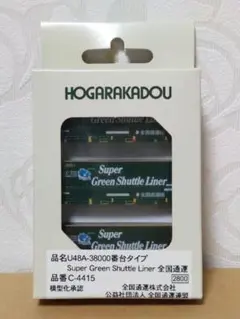 HOGARAKADOU
Super
Green Shuttle Liner
Super
Green Shuttle Liner
品名U48A-38000番台タイプ
Super Green Shuttle Liner 全国通運
品番C-4415
2800
模型化承認
全国通運株式会社
公益社団法人 全国通運連盟